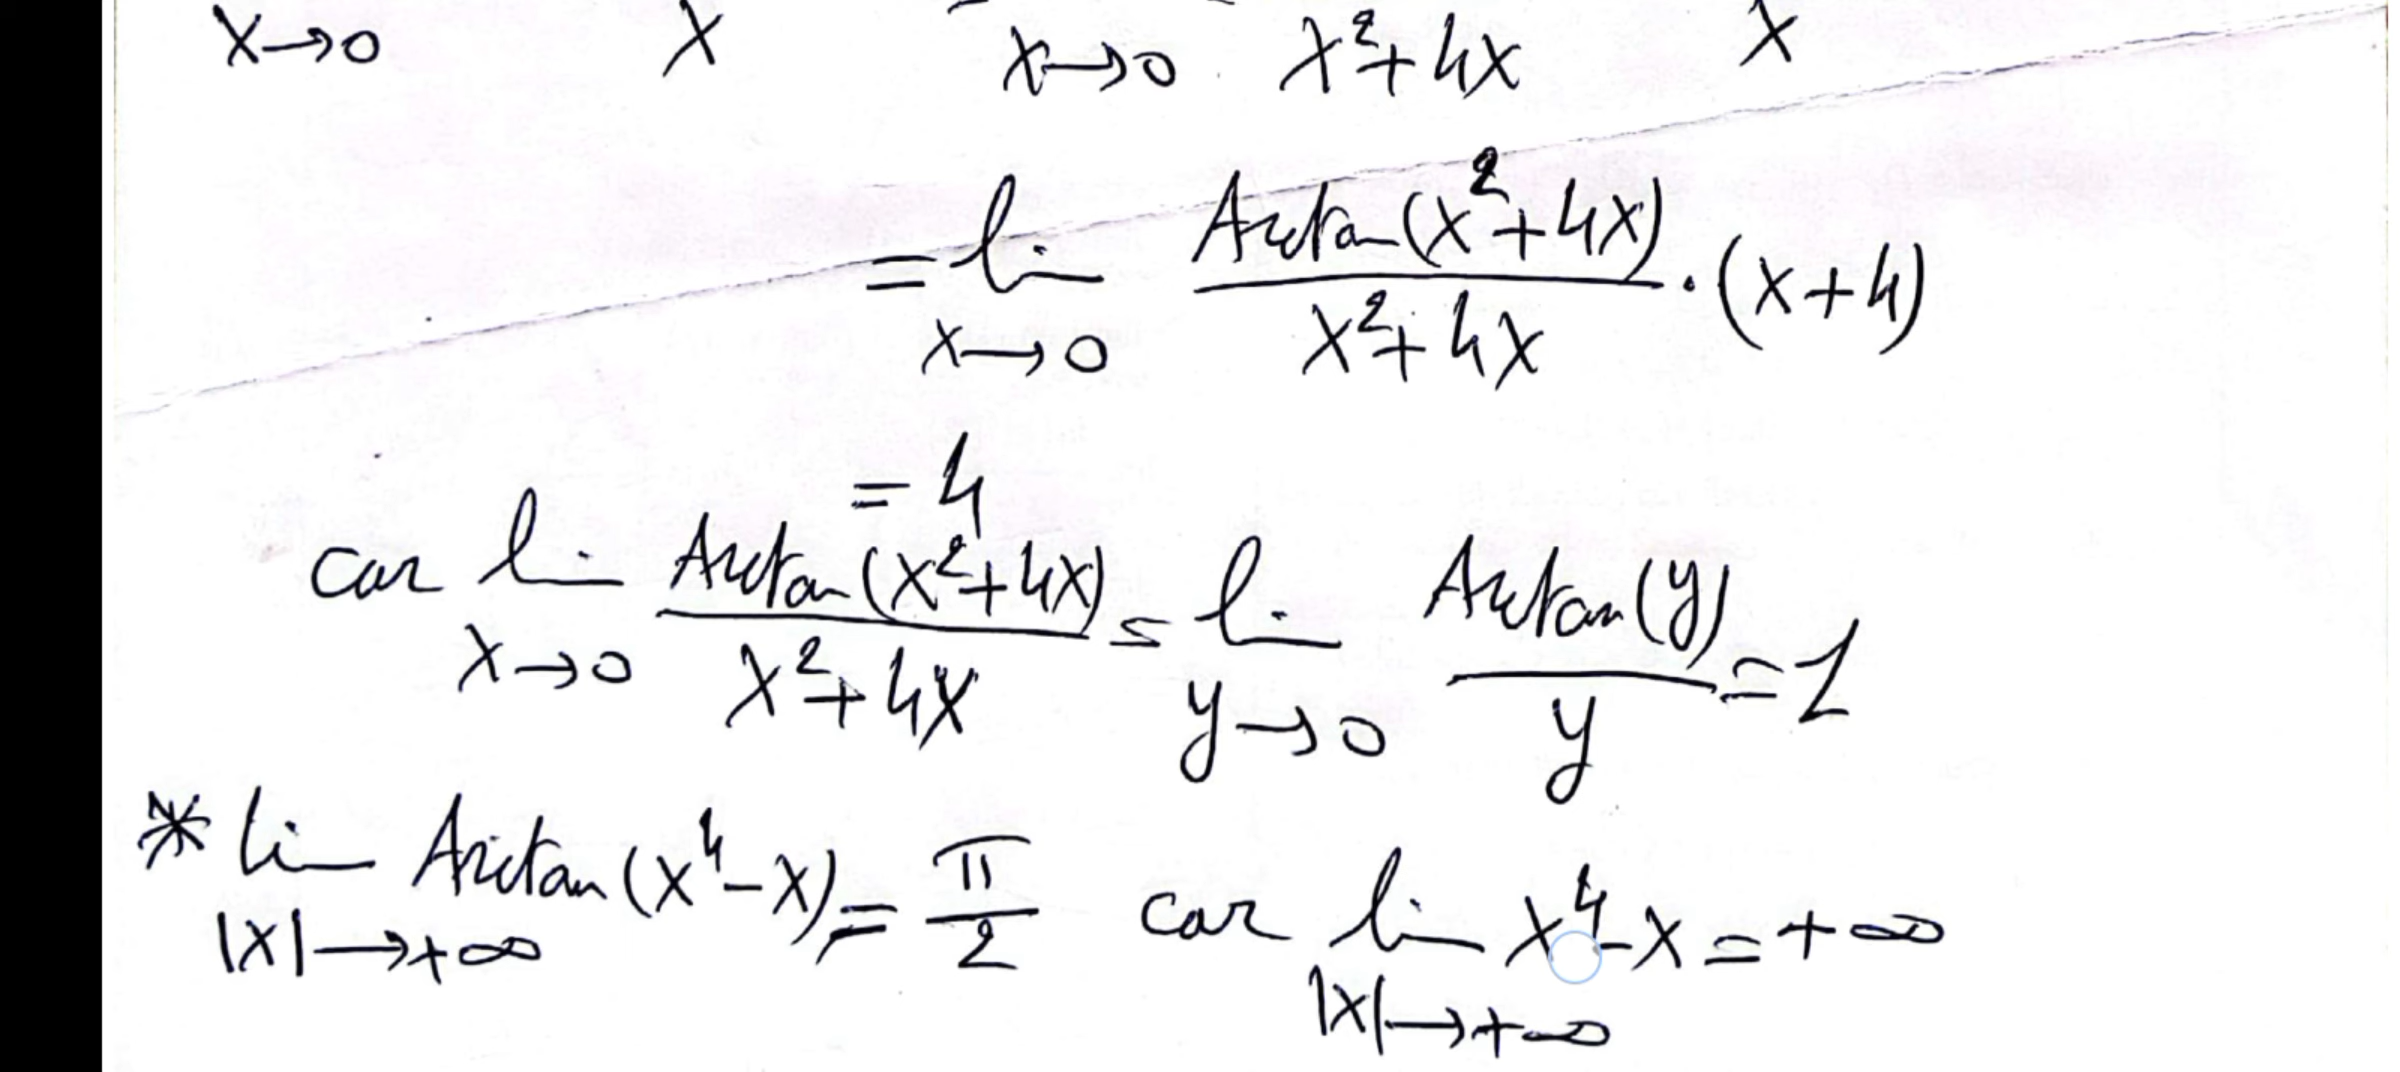 x→0 x x→0 x²+4x x
= lim x→0 Arctan(x²+4x)/(x²+4x) · (x+4)
= 4
car lim x→0 Arctan(x²+4x)/(x²+4x) = lim y→0 Arctan(y)/y = 1
* lim |x|→+∞ Arctan(x⁴-x) = π/2 car lim |x|→+∞ x⁴-x = +∞